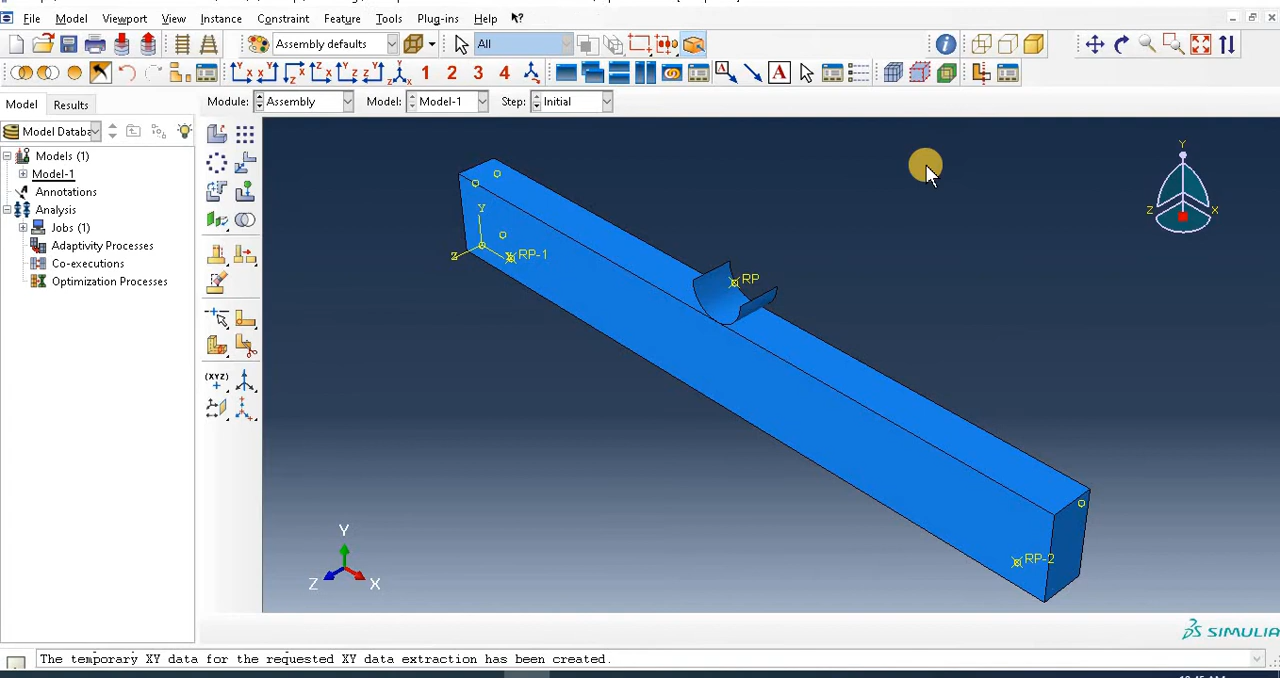 File Model Viewport View Instance Constraint Feature Tools Plug-ins Help
Assembly defaults All
1 2 3 4 A A
Model Results Module: Assembly Model: Model-1 Step: Initial
Model Databa
Models (1)
Model-1
Annotations
Analysis
Jobs (1)
Adaptivity Processes
Co-executions
Optimization Processes
(XYZ)
Y
Z X
Y
Z X RP-1
RP
RP-2
Y
Z X
SIMULIA
The temporary XY data for the requested XY data extraction has been created.